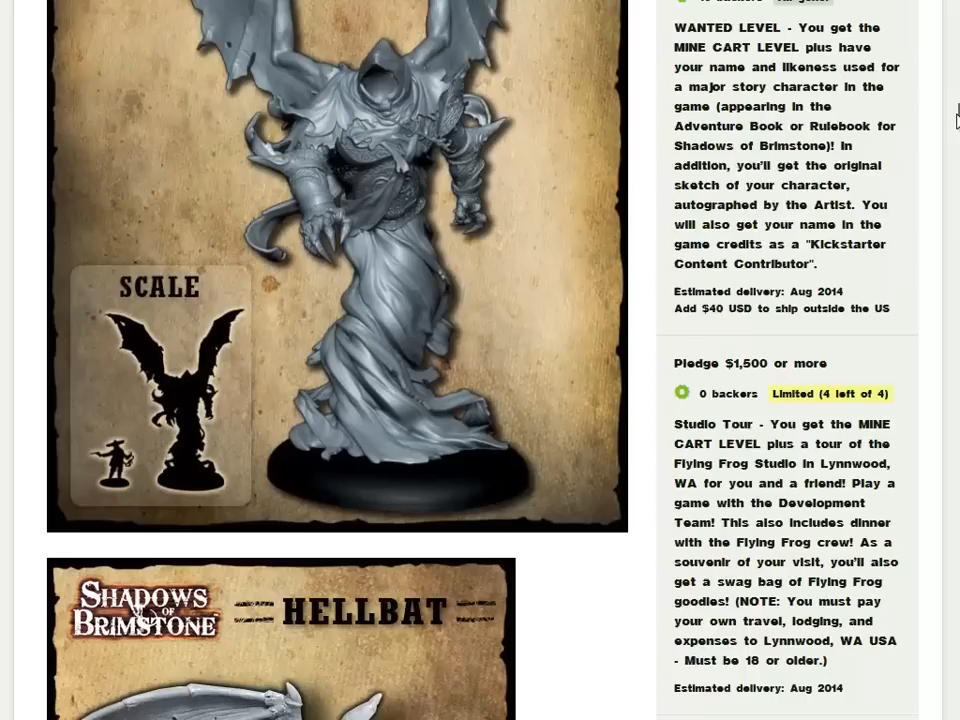 SCALE
SHADOWS
OF
BRIMSTONE
HELLBAT
WANTED LEVEL - You get the
MINE CART LEVEL plus have
your name and likeness used for
a major story character in the
game (appearing in the
Adventure Book or Rulebook for
Shadows of Brimstone)! In
addition, you'll get the original
sketch of your character,
autographed by the Artist. You
will also get your name in the
game credits as a "Kickstarter
Content Contributor".
Estimated delivery: Aug 2014
Add $40 USD to ship outside the US
Pledge $1,500 or more
0 backers Limited (4 left of 4)
Studio Tour - You get the MINE
CART LEVEL plus a tour of the
Flying Frog Studio in Lynnwood,
WA for you and a friend! Play a
game with the Development
Team! This also includes dinner
with the Flying Frog crew! As a
souvenir of your visit, you'll also
get a swag bag of Flying Frog
goodies! (NOTE: You must pay
your own travel, lodging, and
expenses to Lynnwood, WA USA
- Must be 18 or older.)
Estimated delivery: Aug 2014